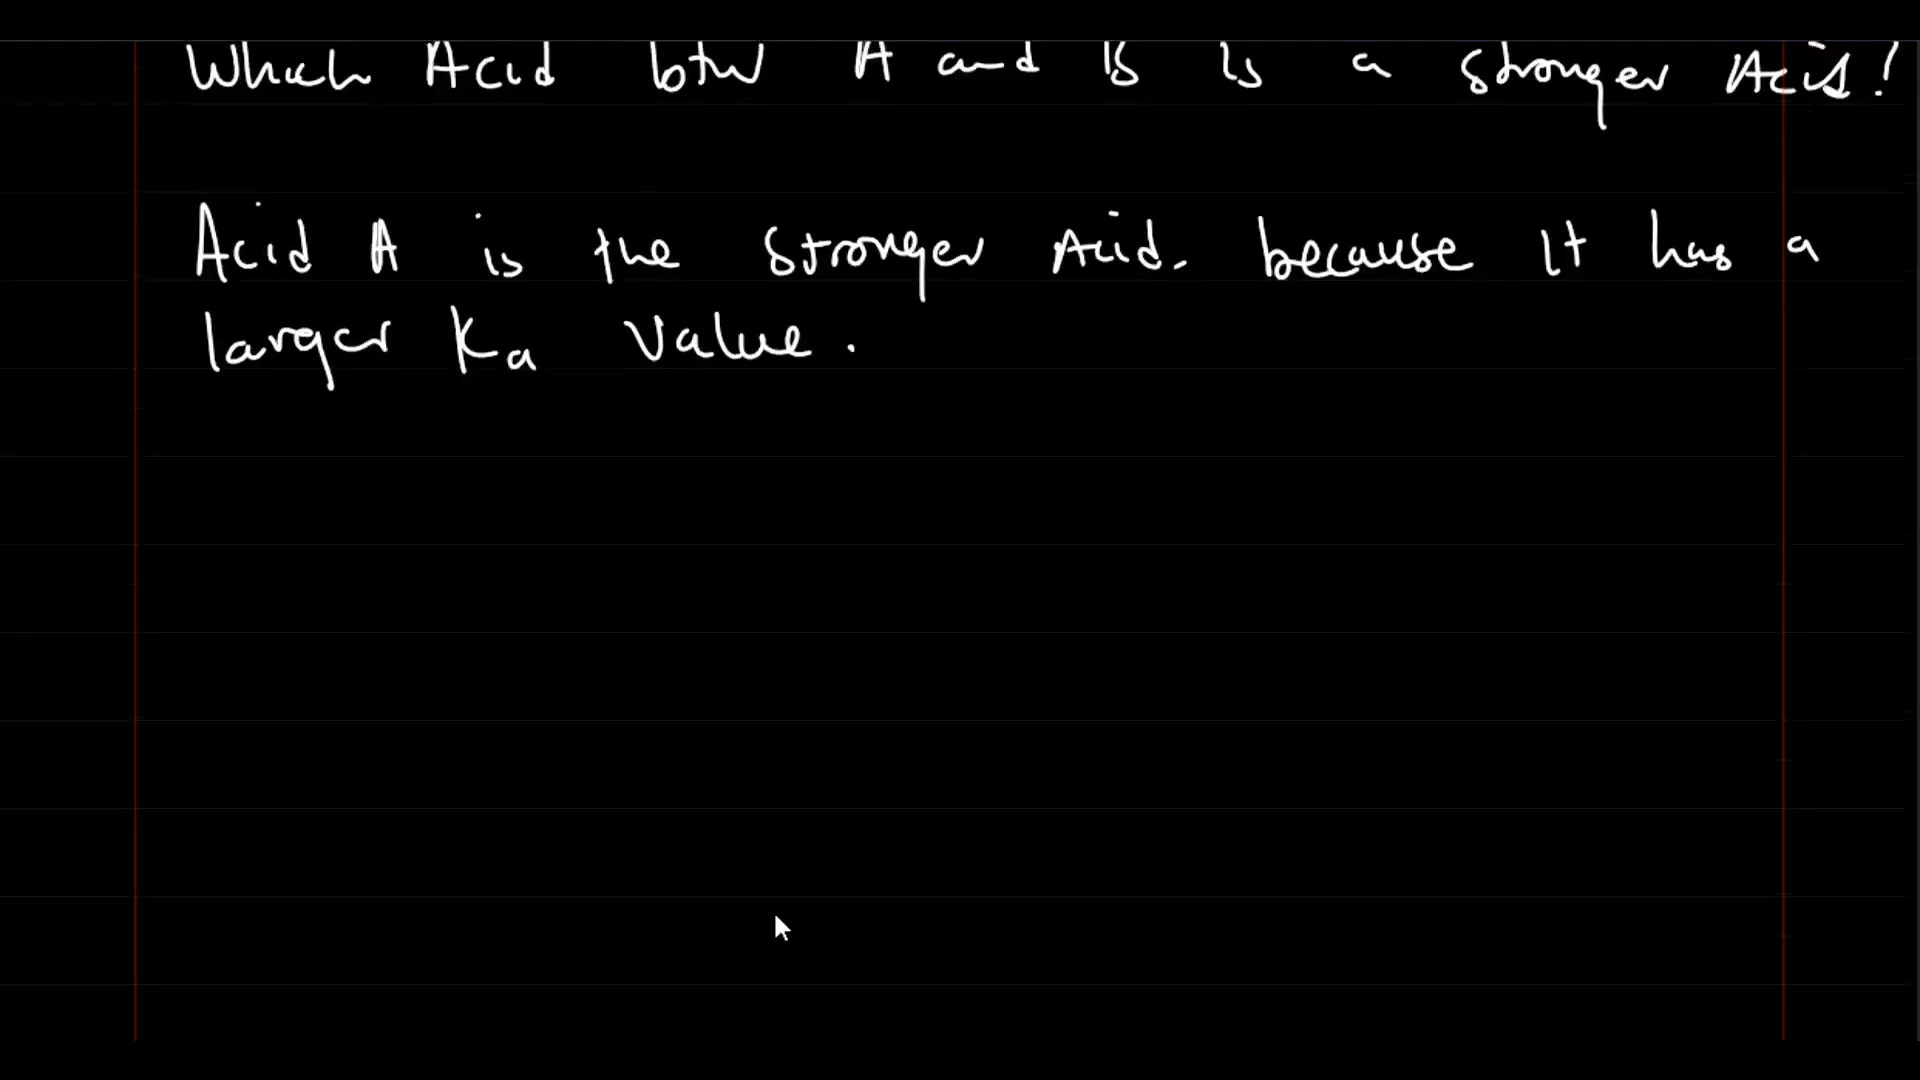 Which Acid btw A and B is a stronger Acid?
Acid A is the stronger Acid. because It has a
larger Ka value.